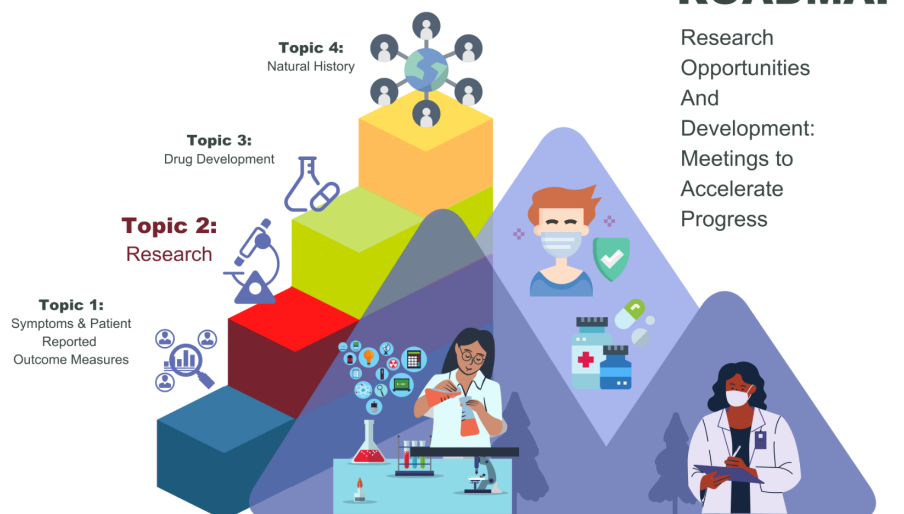 ROADMAP
Research
Opportunities
And
Development:
Meetings to
Accelerate
Progress
Topic 4:
Natural History
Topic 3:
Drug Development
Topic 2:
Research
Topic 1:
Symptoms & Patient
Reported
Outcome Measures